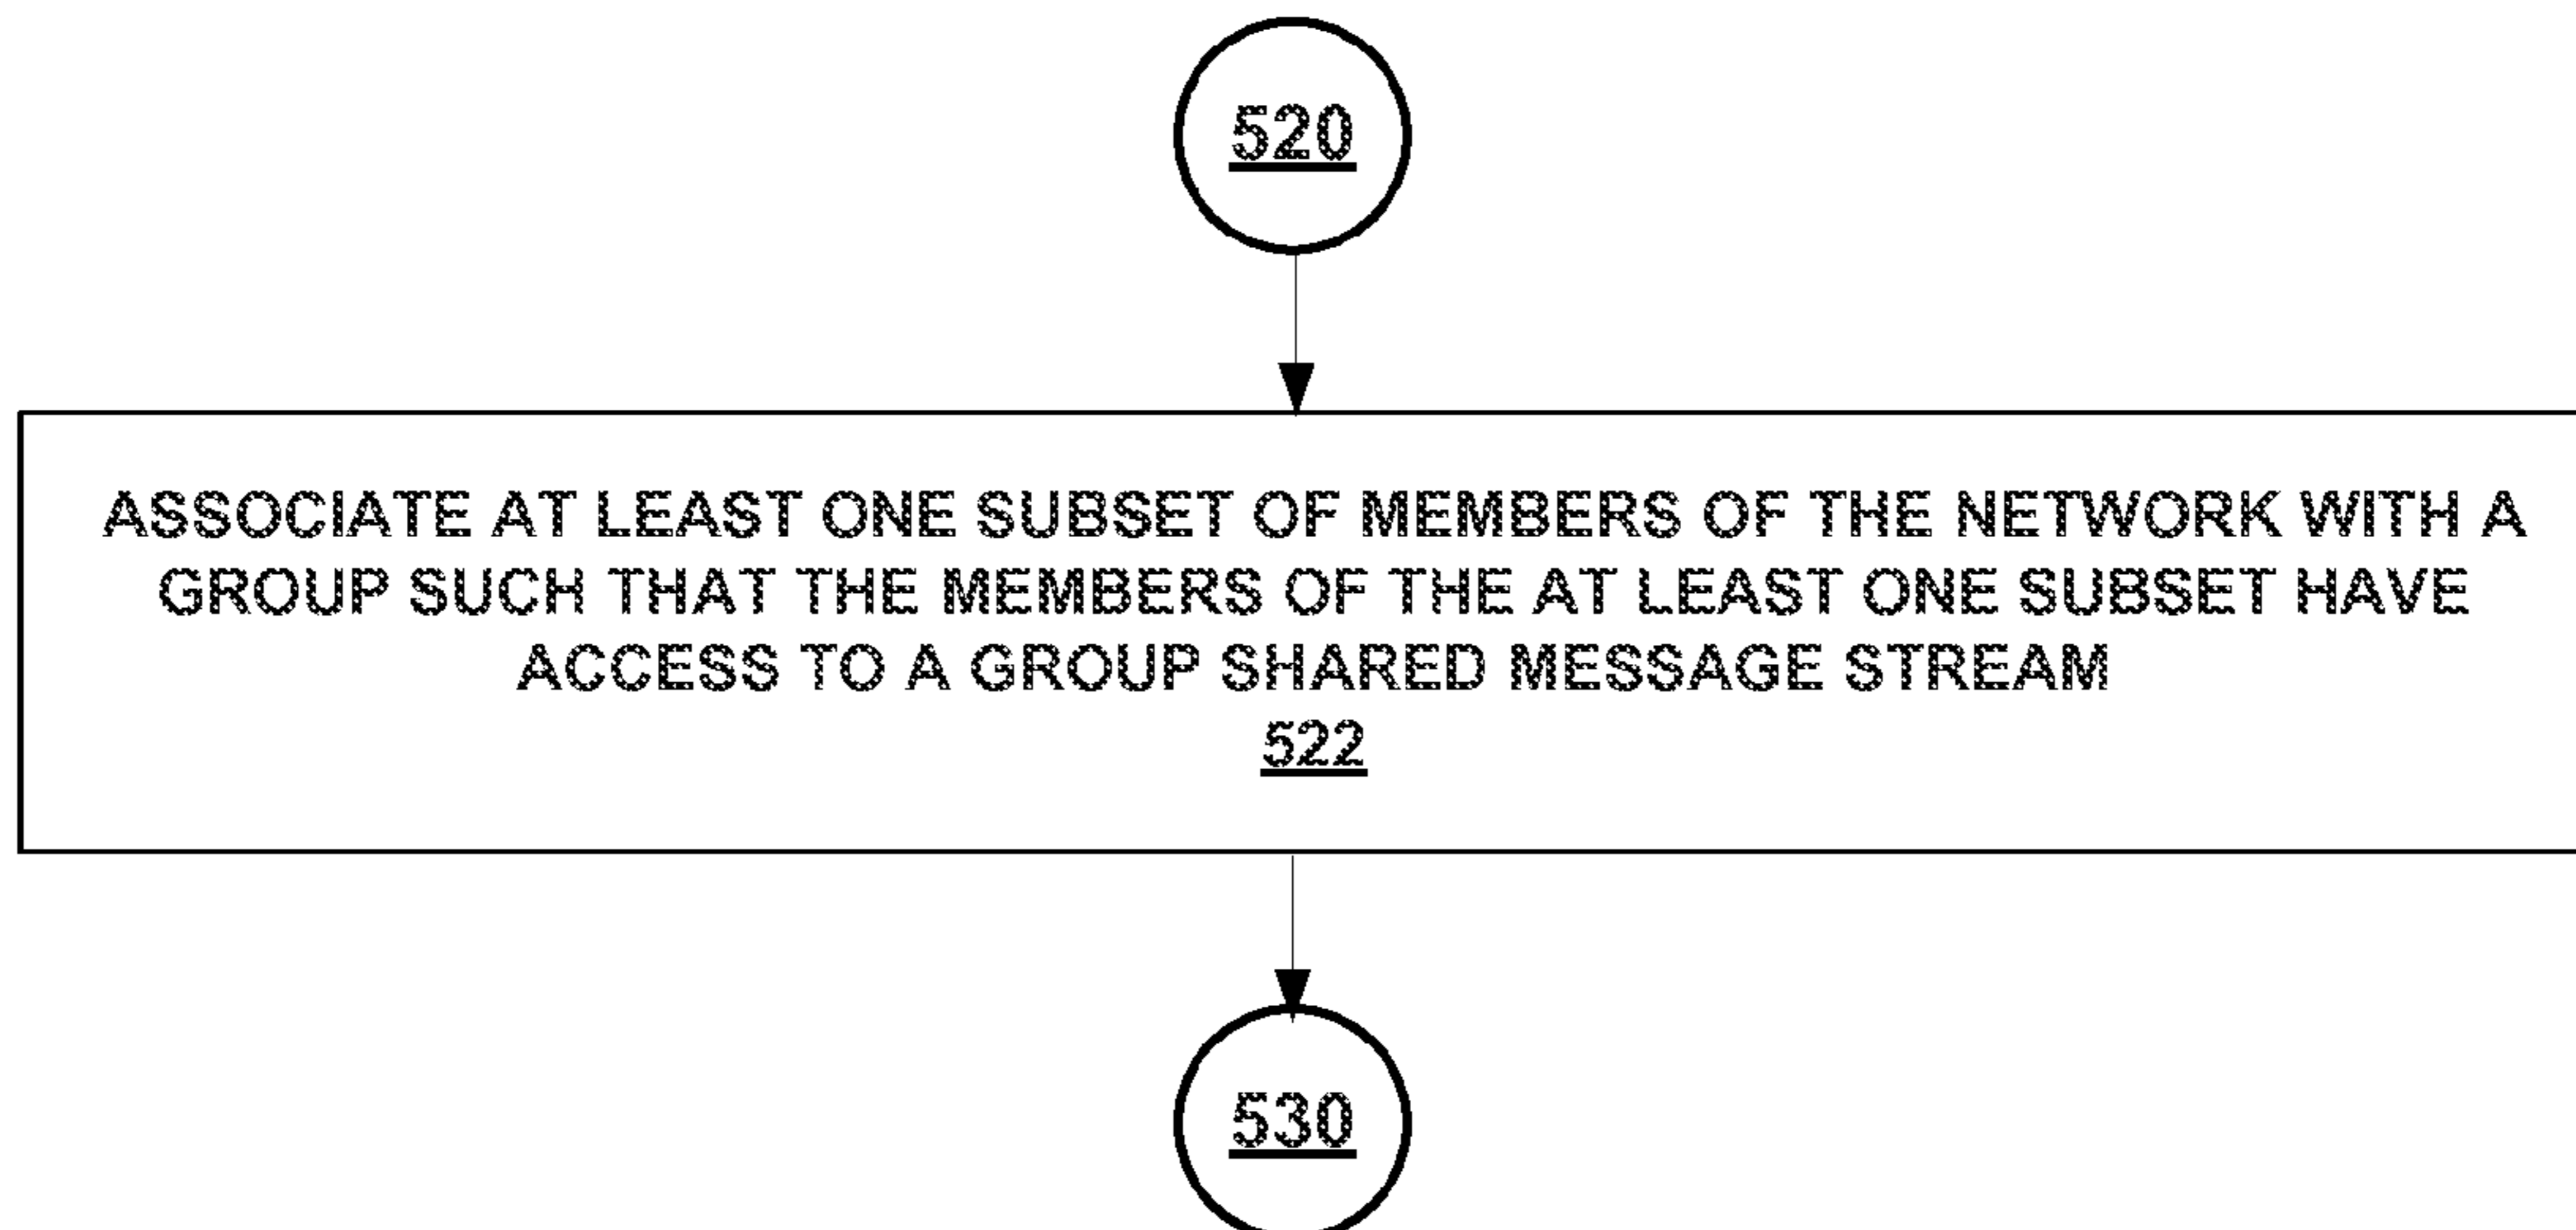 520
ASSOCIATE AT LEAST ONE SUBSET OF MEMBERS OF THE NETWORK WITH A
GROUP SUCH THAT THE MEMBERS OF THE AT LEAST ONE SUBSET HAVE
ACCESS TO A GROUP SHARED MESSAGE STREAM
522
530